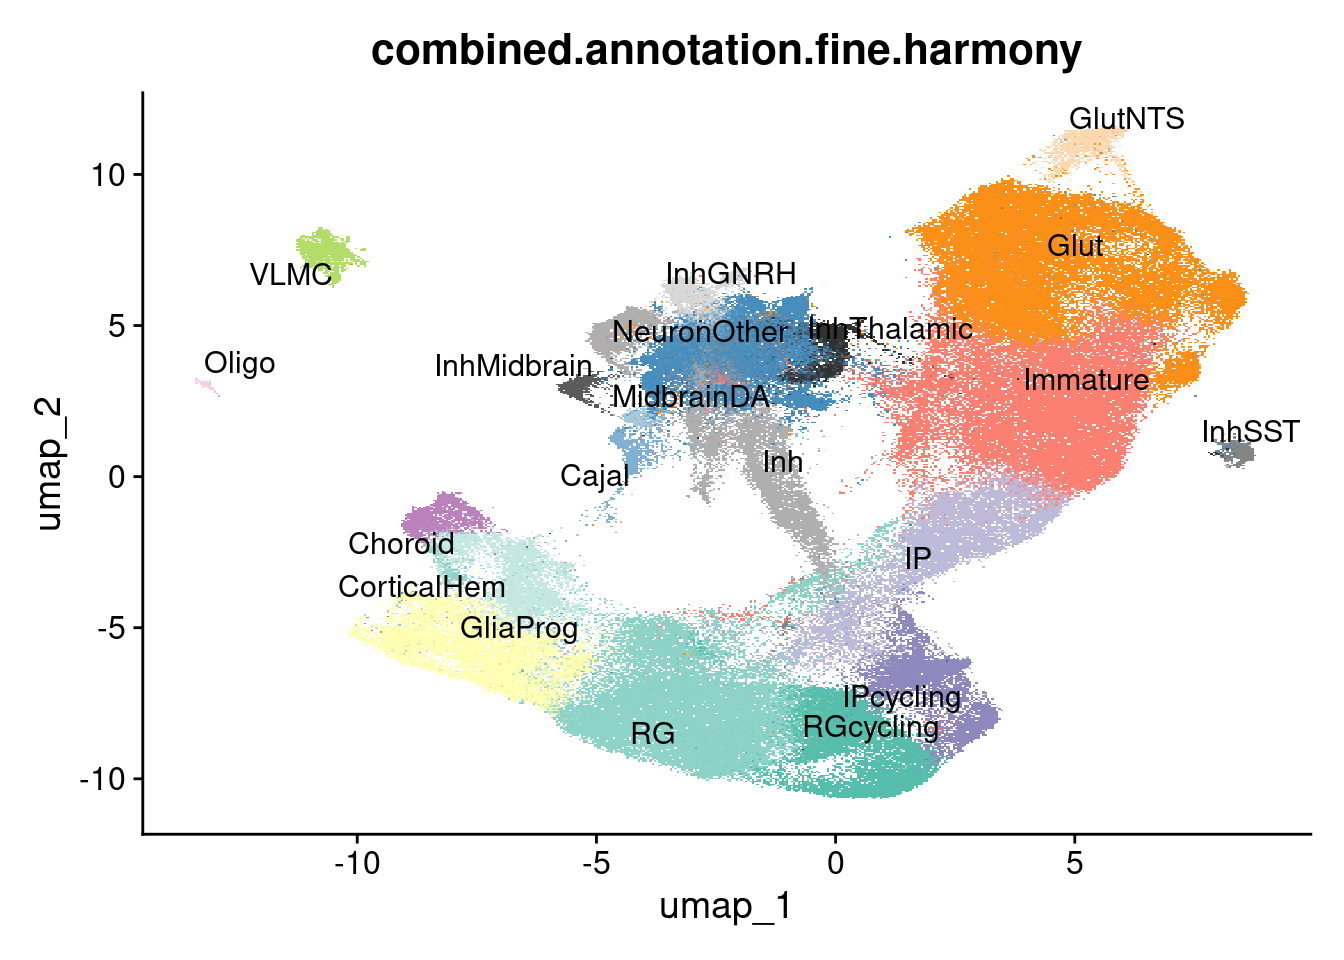 combined.annotation.fine.harmony
GlutNTS
10
Glut
VLMC
InhGNRH
5
NeuronOther
InhThalamic
Oligo
InhMidbrain
Immature
MidbrainDA
InhSST
umap_2
0
Cajal
Inh
Choroid
IP
CorticalHem
-5
GliaProg
IPcycling
RG
RGcycling
-10
-10
-5
0
5
umap_1